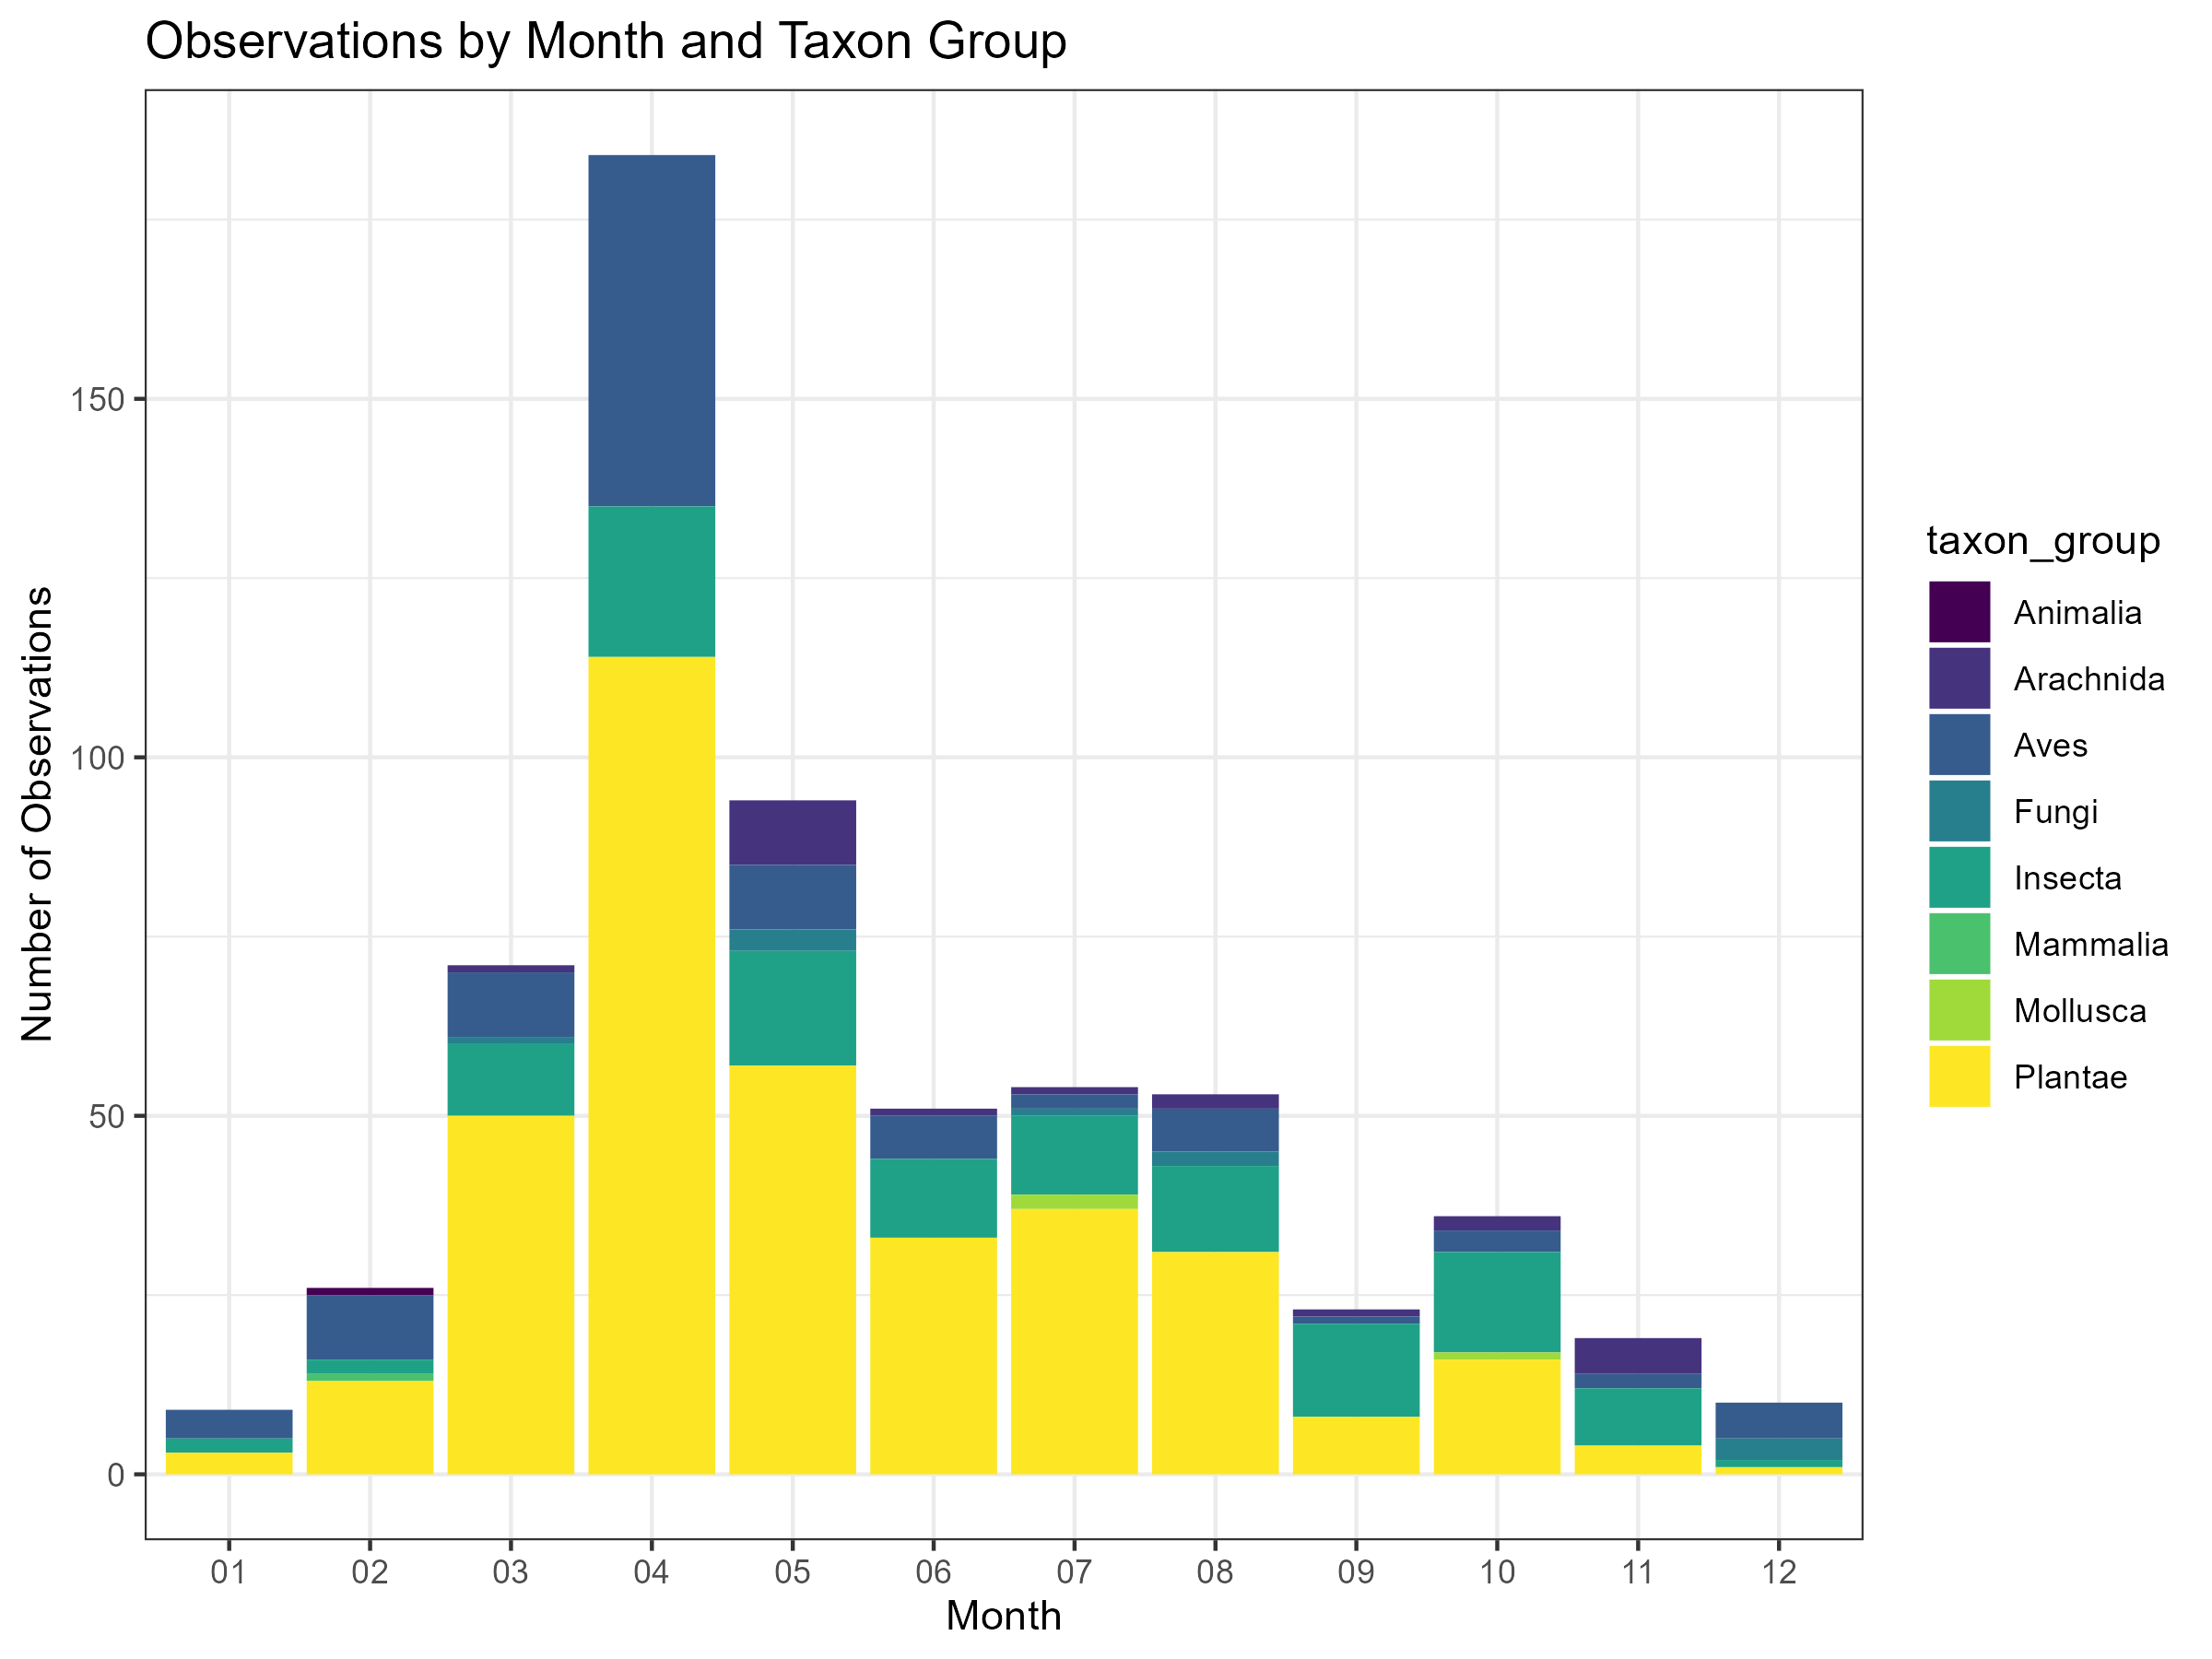 Observations by Month and Taxon Group
Number of Observations
150
100
50
0
01 02 03 04 05 06 07 08 09 10 11 12
Month
taxon_group
Animalia
Arachnida
Aves
Fungi
Insecta
Mammalia
Mollusca
Plantae